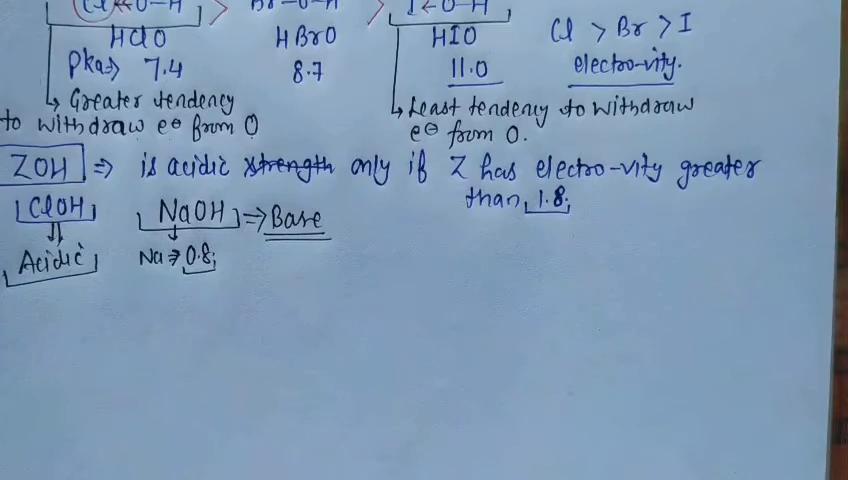 Cl ← O-H > Br-O-H > I ← O-H
HClO HBrO HIO Cl > Br > I
Pka⇒ 7.4 8.7 11.0 electro-vity.
↳ Greater tendency to withdraw e⊖ from O
↳ Least tendency to withdraw e⊖ from O.
ZOH ⇒ is acidic strength only if Z has electro-vity greater
than 1.8;
ClOH NaOH ⇒ Base
Acidic Na ⇒ 0.8;